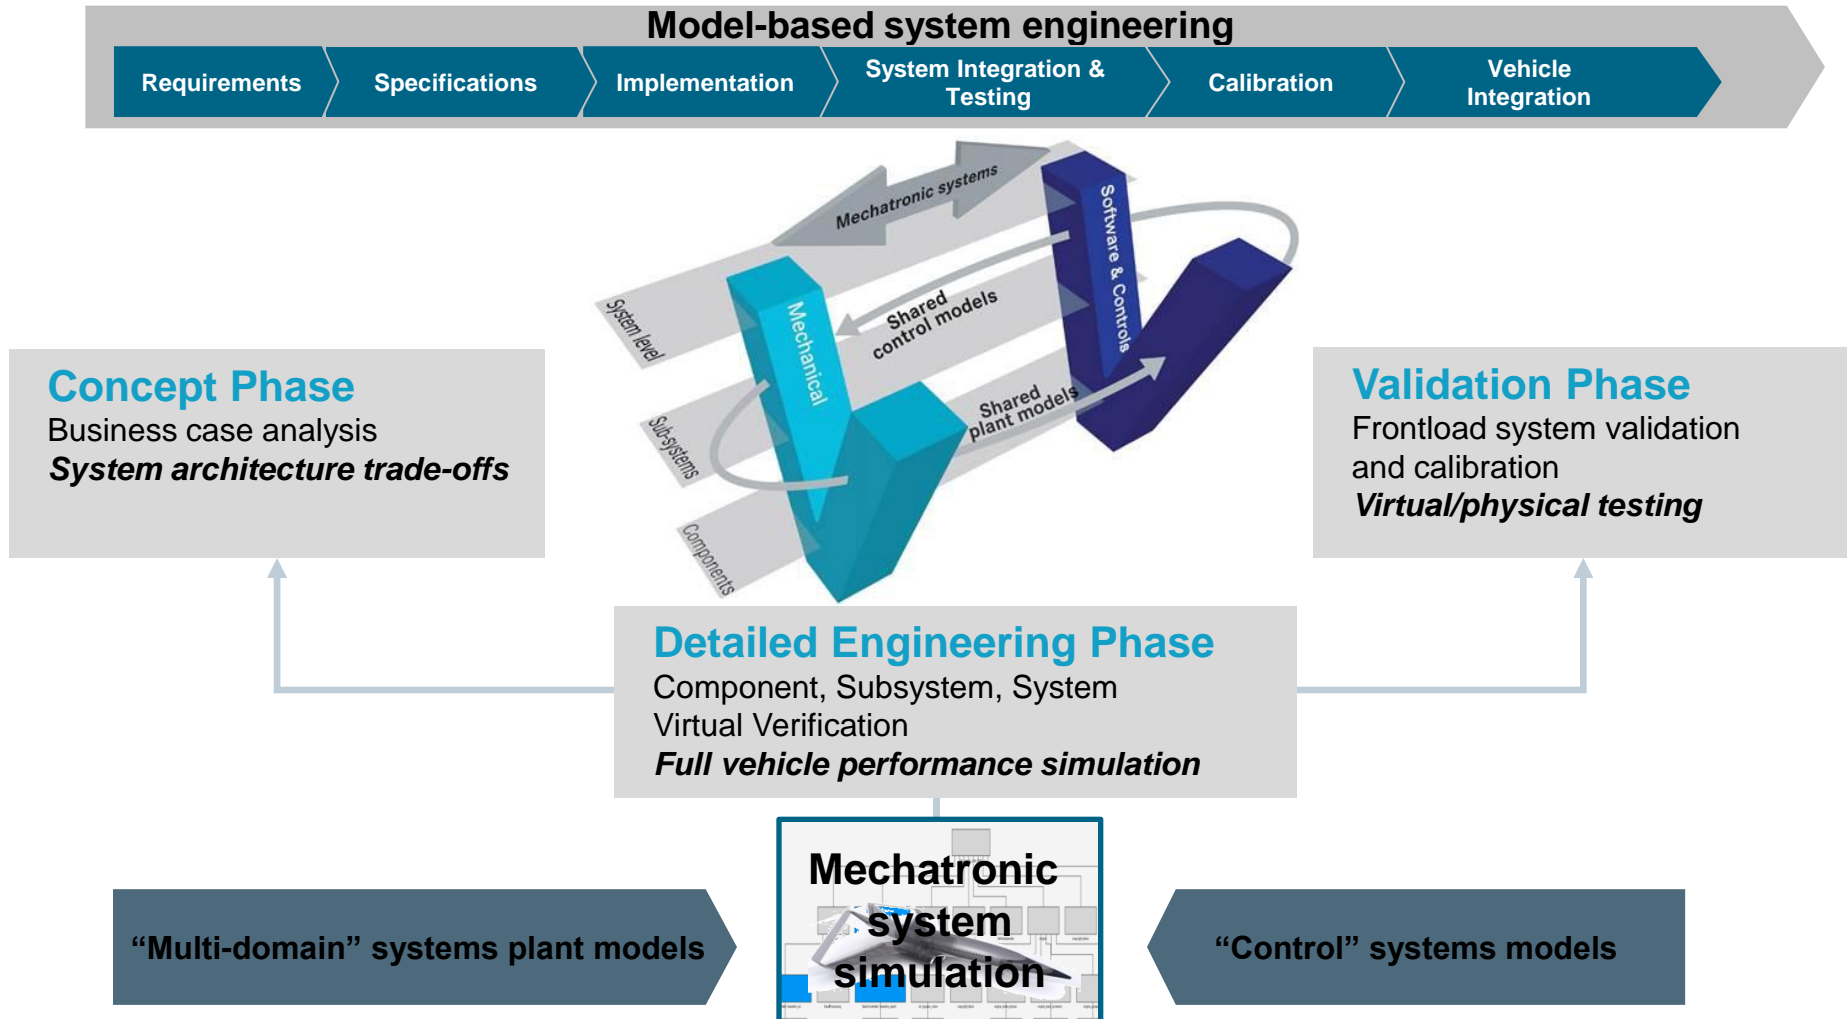 Model-based system engineering
Requirements
Specifications
Implementation
System Integration &
Testing
Calibration
Vehicle
Integration
Mechatronic systems
System level
Sub-systems
Components
Mechanical
Software & Controls
Shared
control models
Shared
plant models
Concept Phase
Business case analysis
System architecture trade-offs
Validation Phase
Frontload system validation
and calibration
Virtual/physical testing
Detailed Engineering Phase
Component, Subsystem, System
Virtual Verification
Full vehicle performance simulation
“Multi-domain” systems plant models
Mechatronic
system
simulation
“Control” systems models